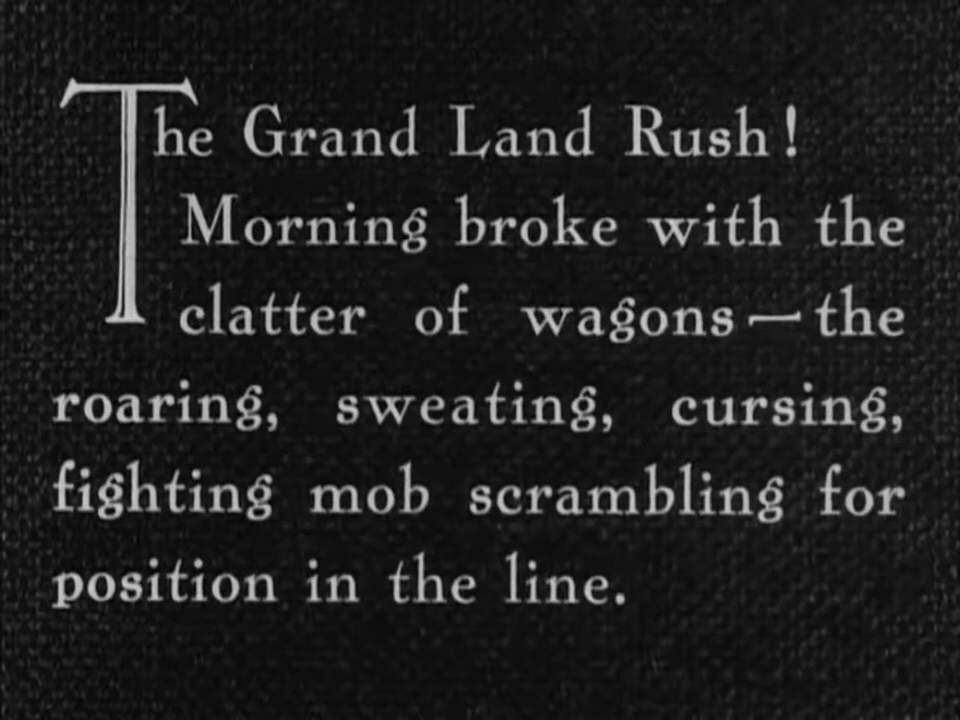 The Grand Land Rush!
Morning broke with the
clatter of wagons—the
roaring, sweating, cursing,
fighting mob scrambling for
position in the line.